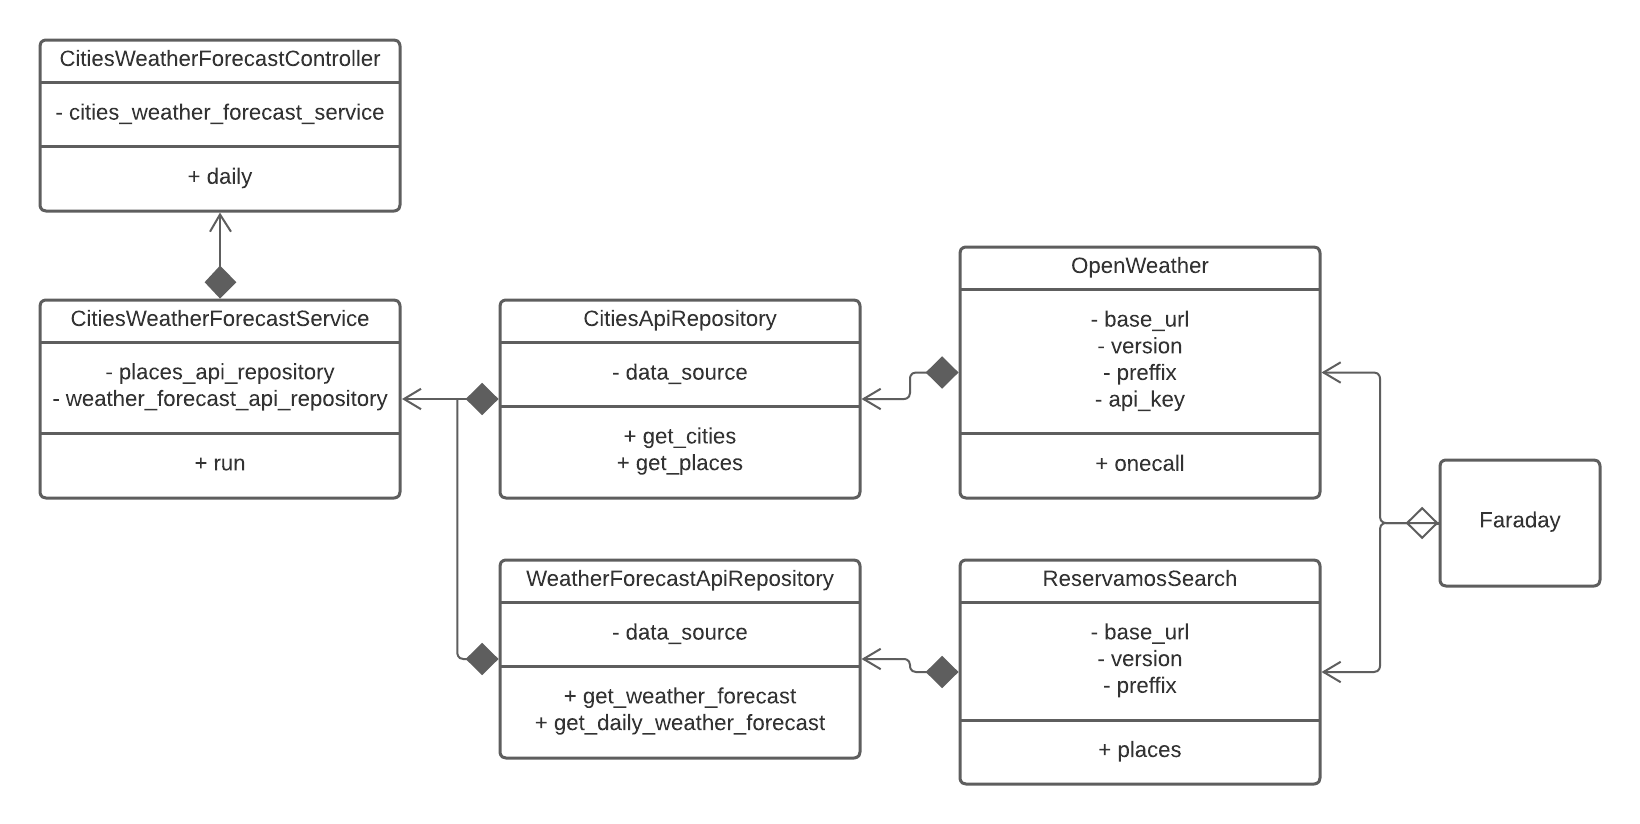 CitiesWeatherForecastController
- cities_weather_forecast_service
+ daily
CitiesWeatherForecastService
- places_api_repository
- weather_forecast_api_repository
+ run
CitiesApiRepository
- data_source
+ get_cities
+ get_places
WeatherForecastApiRepository
- data_source
+ get_weather_forecast
+ get_daily_weather_forecast
OpenWeather
- base_url
- version
- preffix
- api_key
+ onecall
ReservamosSearch
- base_url
- version
- preffix
+ places
Faraday